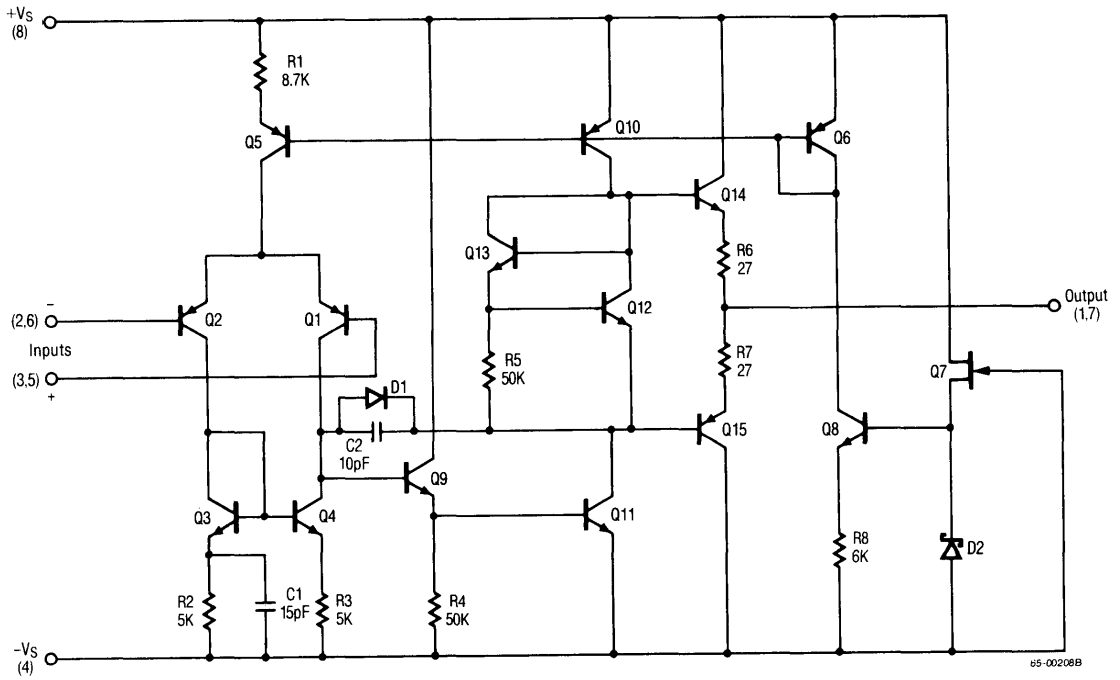 +VS
(8)
R1
8.7K
Q5
Q10
Q6
Q14
Q13
R6
27
Q12
Output
(1,7)
−
(2,6)
Q2
Q1
Inputs
(3,5)
+
R5
50K
R7
27
Q7
D1
C2
10pF
Q15
Q8
Q9
Q3
Q4
Q11
R8
6K
D2
R2
5K
C1
15pF
R3
5K
R4
50K
−VS
(4)
65-00208B